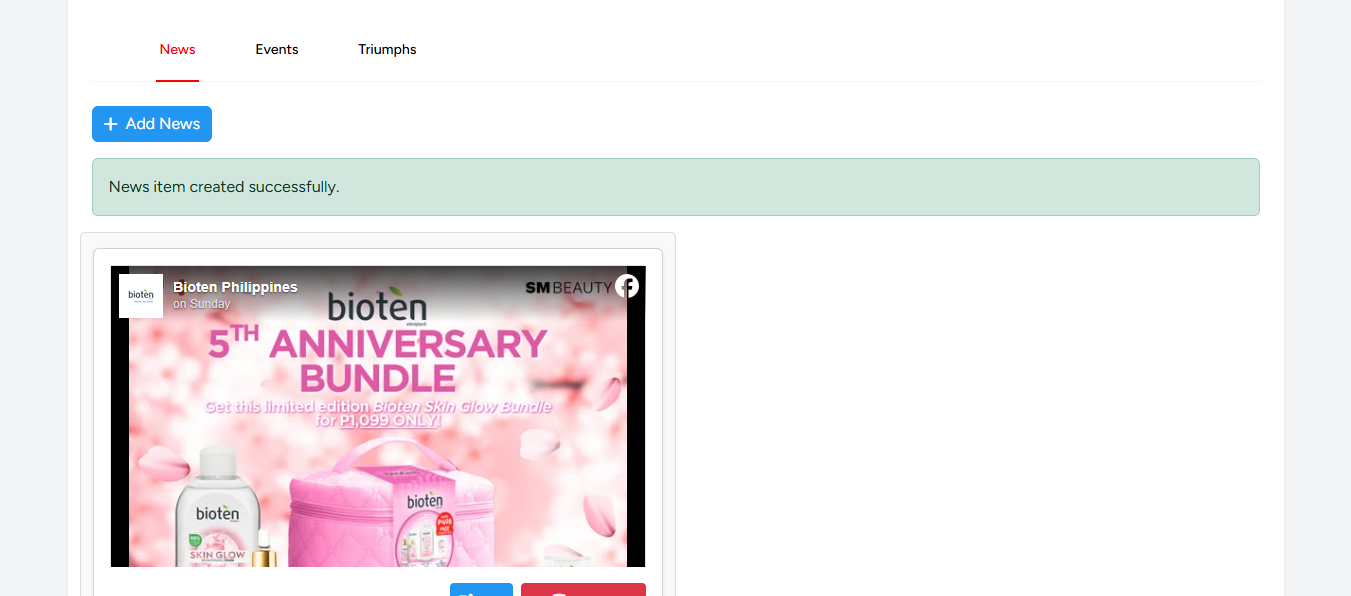 News Events Triumphs
+ Add News
News item created successfully.
Bioten Philippines
on Sunday
SM BEAUTY
bioten
bioten
elmiplant
5TH ANNIVERSARY
BUNDLE
Get this limited edition Bioten Skin Glow Bundle
for P1,099 ONLY!
bioten
bioten
SKIN GLOW